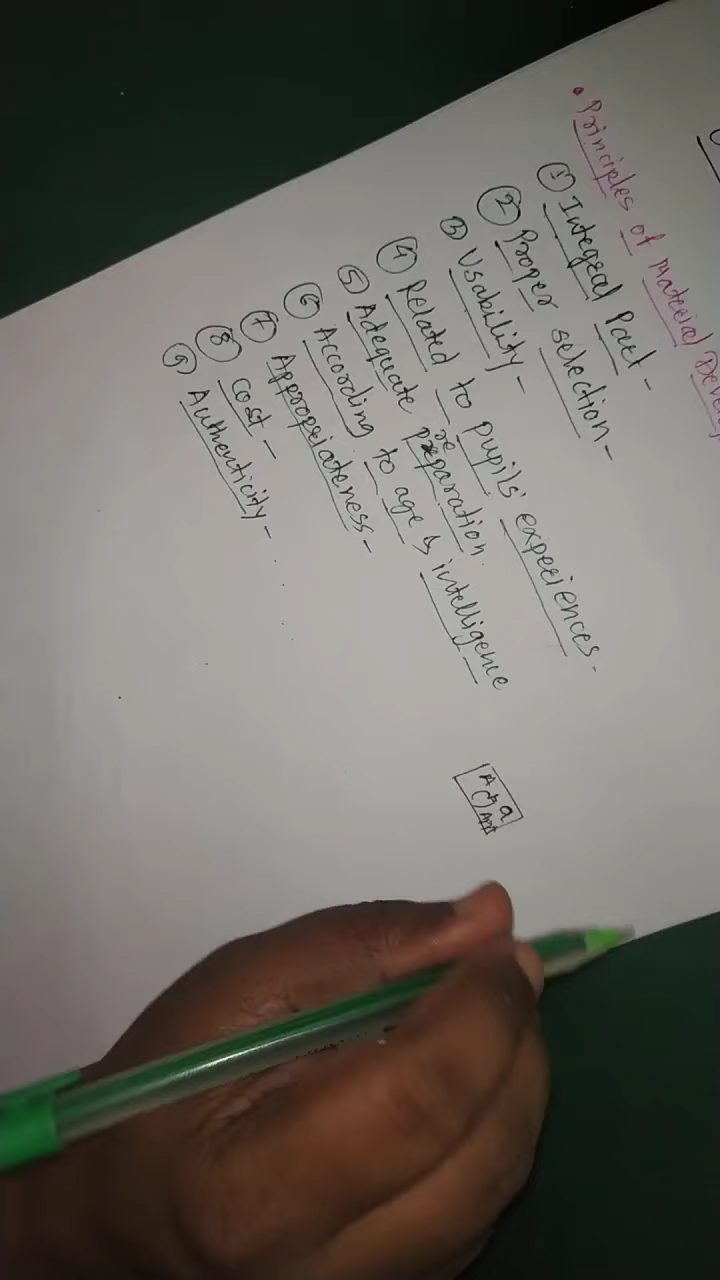 • Principles of Material
① Integral Part -
② Proper selection -
③ Usability -
④ Related to pupils' experiences -
⑤ Adequate preparation.
⑥ According to age & intelligence
⑦ Appropriateness -
⑧ Cost -
⑨ Authenticity -